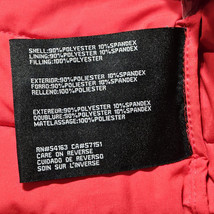 SHELL:90%POLYESTER 10%SPANDEX
LINING:90%POLYESTER 10%SPANDEX
FILLING:100%POLYESTER
EXTERIOR:90%POLIESTER 10%SPANDEX
FORRO:90%POLIESTER 10%SPANDEX
RELLENO:100%POLIESTER
EXTERIEUR:90%POLYESTER 10%SPANDEX
DOUBLURE:90%POLYESTER 10%SPANDEX
MATELASSAGE:100%POLYESTER
RN#54163 CA#57151
CARE ON REVERSE
CUIDADO DE REVERSO
SOIN SUR L'INVERSE